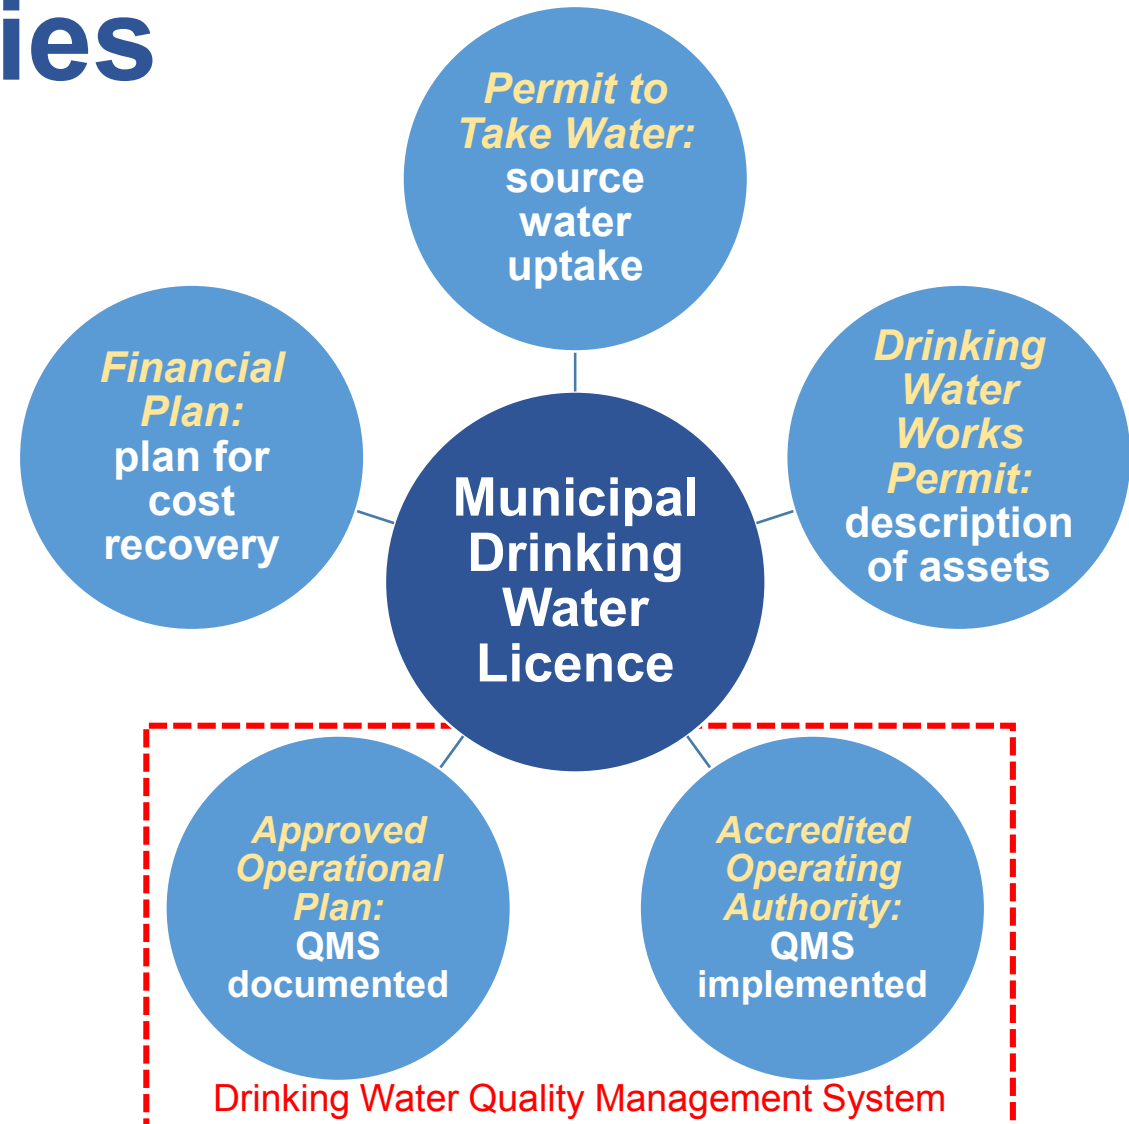 ies
Permit to
Take Water:
source
water
uptake
Financial
Plan:
plan for
cost
recovery
Drinking
Water
Works
Permit:
description
of assets
Municipal
Drinking
Water
Licence
Approved
Operational
Plan:
QMS
documented
Accredited
Operating
Authority:
QMS
implemented
Drinking Water Quality Management System